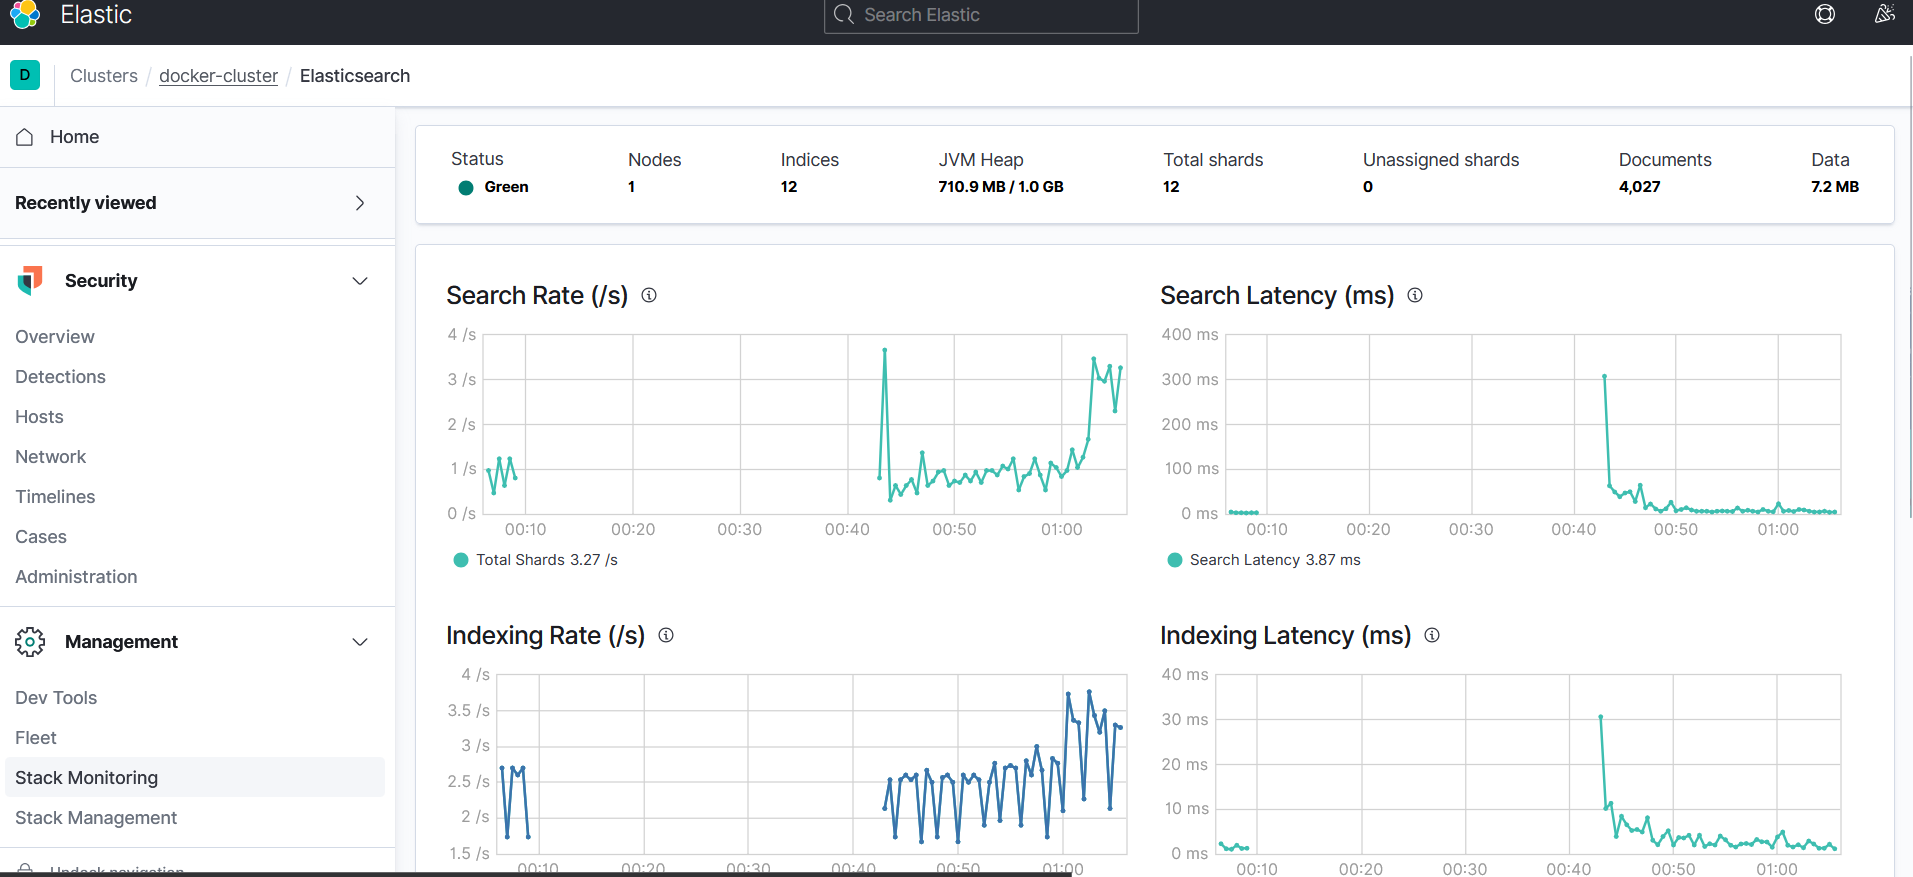 Elastic
Search Elastic
D
Clusters / docker-cluster / Elasticsearch
Home
Recently viewed
Security
Overview
Detections
Hosts
Network
Timelines
Cases
Administration
Management
Dev Tools
Fleet
Stack Monitoring
Stack Management
Undock navigation
Status Nodes Indices JVM Heap Total shards Unassigned shards Documents Data
Green 1 12 710.9 MB / 1.0 GB 12 0 4,027 7.2 MB
Search Rate (/s)
4 /s
3 /s
2 /s
1 /s
0 /s
00:10 00:20 00:30 00:40 00:50 01:00
Total Shards 3.27 /s
Search Latency (ms)
400 ms
300 ms
200 ms
100 ms
0 ms
00:10 00:20 00:30 00:40 00:50 01:00
Search Latency 3.87 ms
Indexing Rate (/s)
4 /s
3.5 /s
3 /s
2.5 /s
2 /s
1.5 /s
00:10 00:20 00:30 00:40 00:50 01:00
Indexing Latency (ms)
40 ms
30 ms
20 ms
10 ms
0 ms
00:10 00:20 00:30 00:40 00:50 01:00